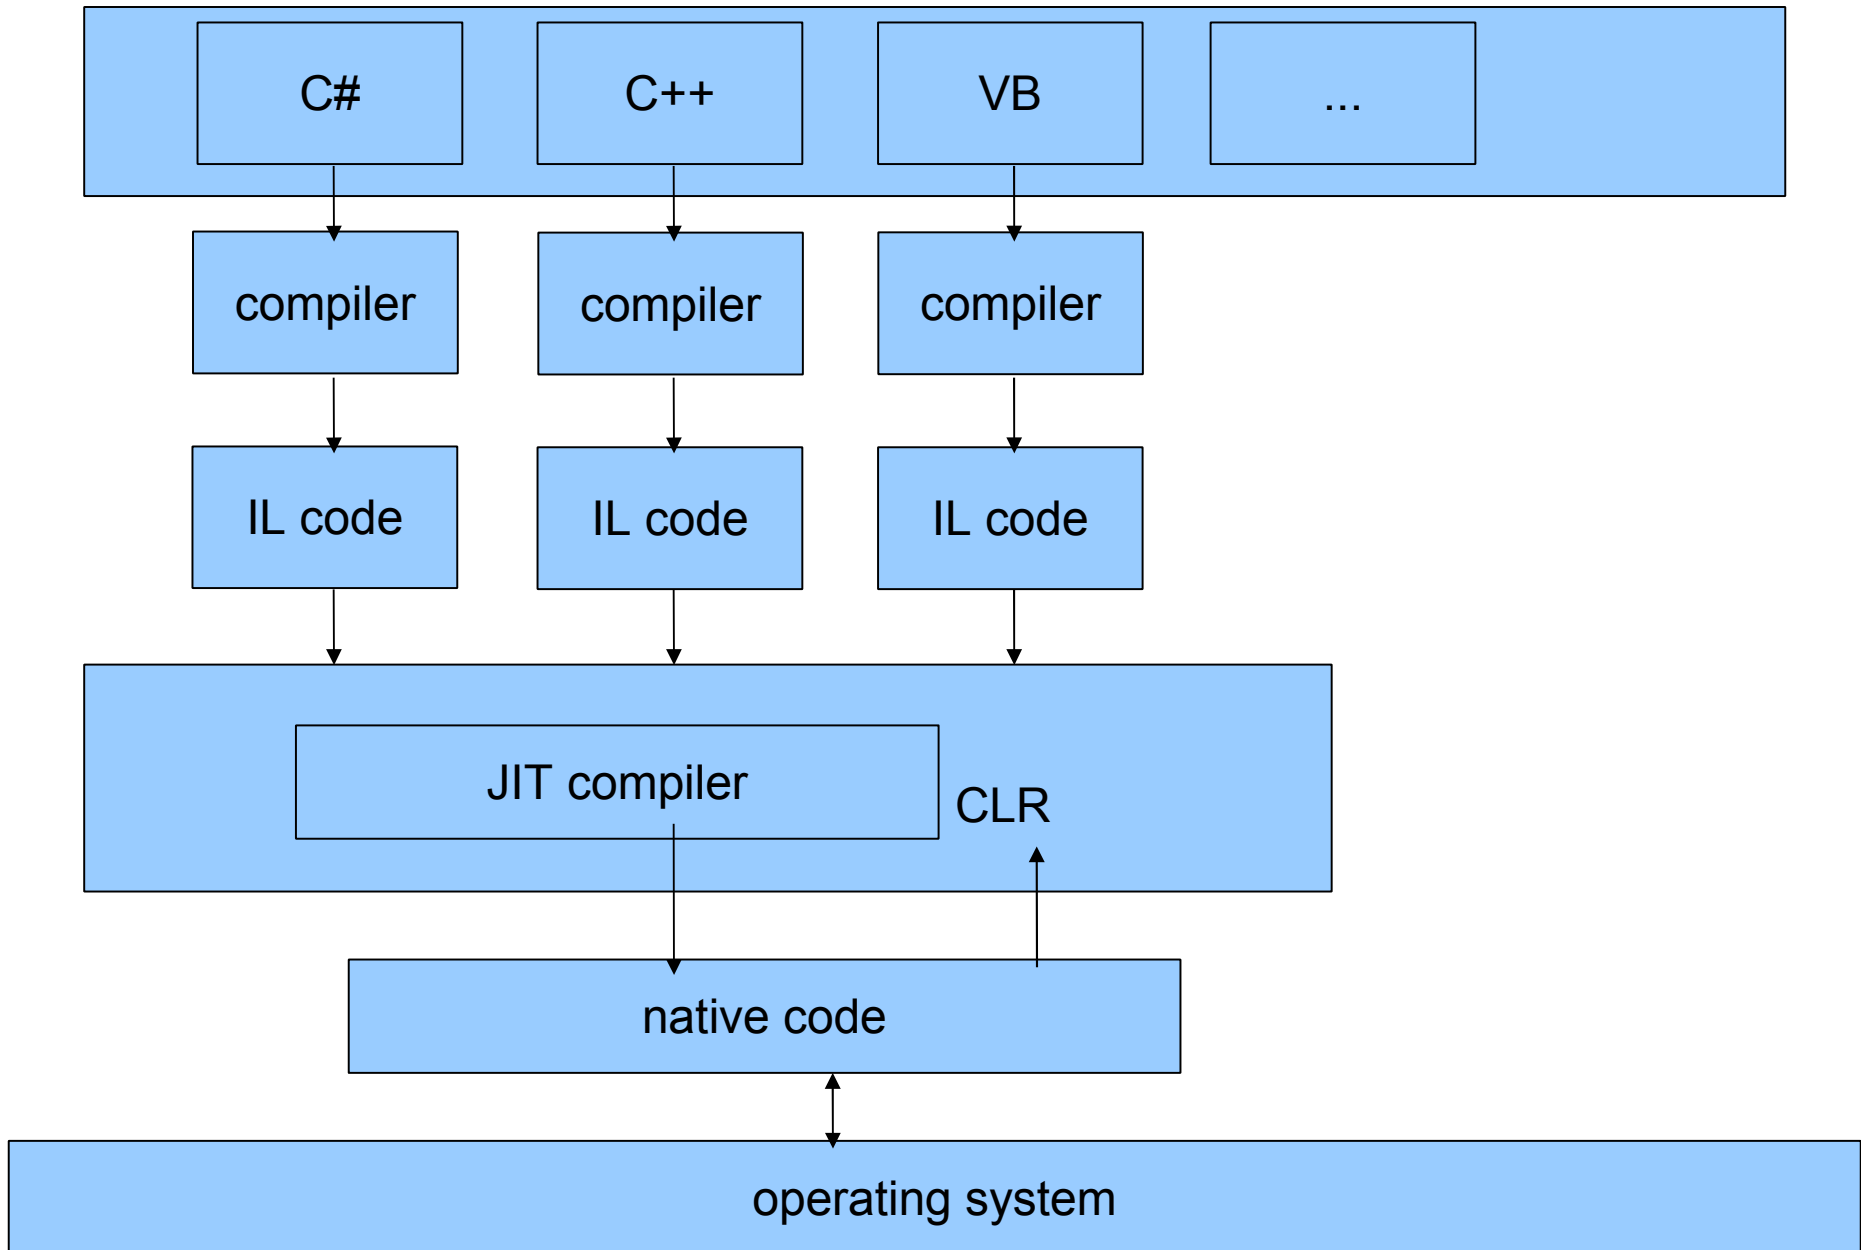 C#
C++
VB
...
compiler
compiler
compiler
IL code
IL code
IL code
JIT compiler
CLR
native code
operating system